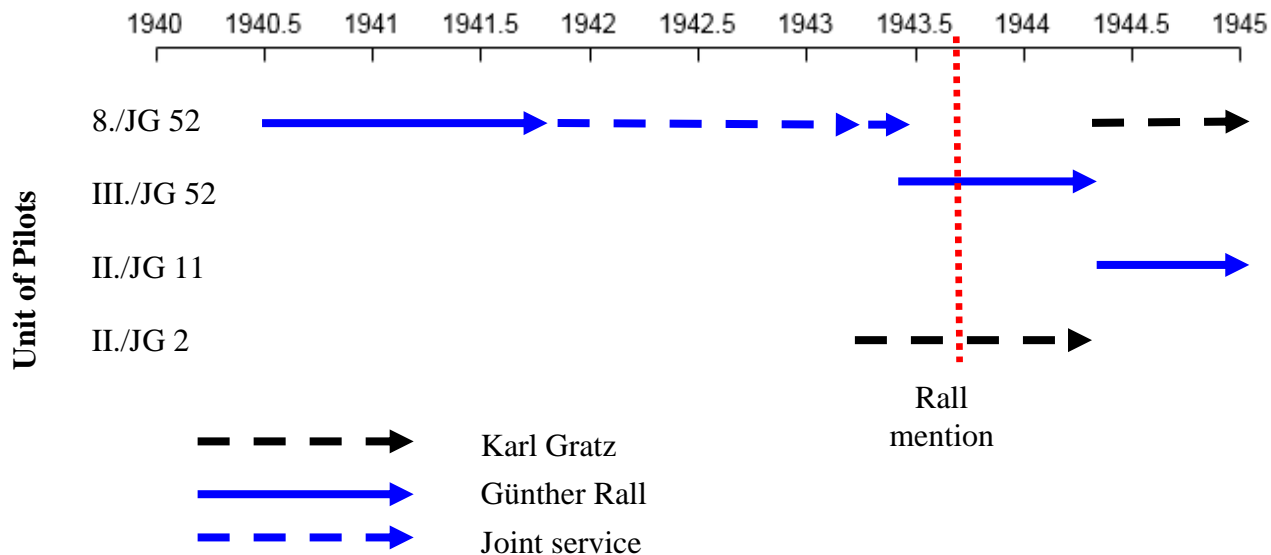 1940 1940.5 1941 1941.5 1942 1942.5 1943 1943.5 1944 1944.5 1945
Unit of Pilots
8./JG 52
III./JG 52
II./JG 11
II./JG 2
Rall
mention
Karl Gratz
Günther Rall
Joint service